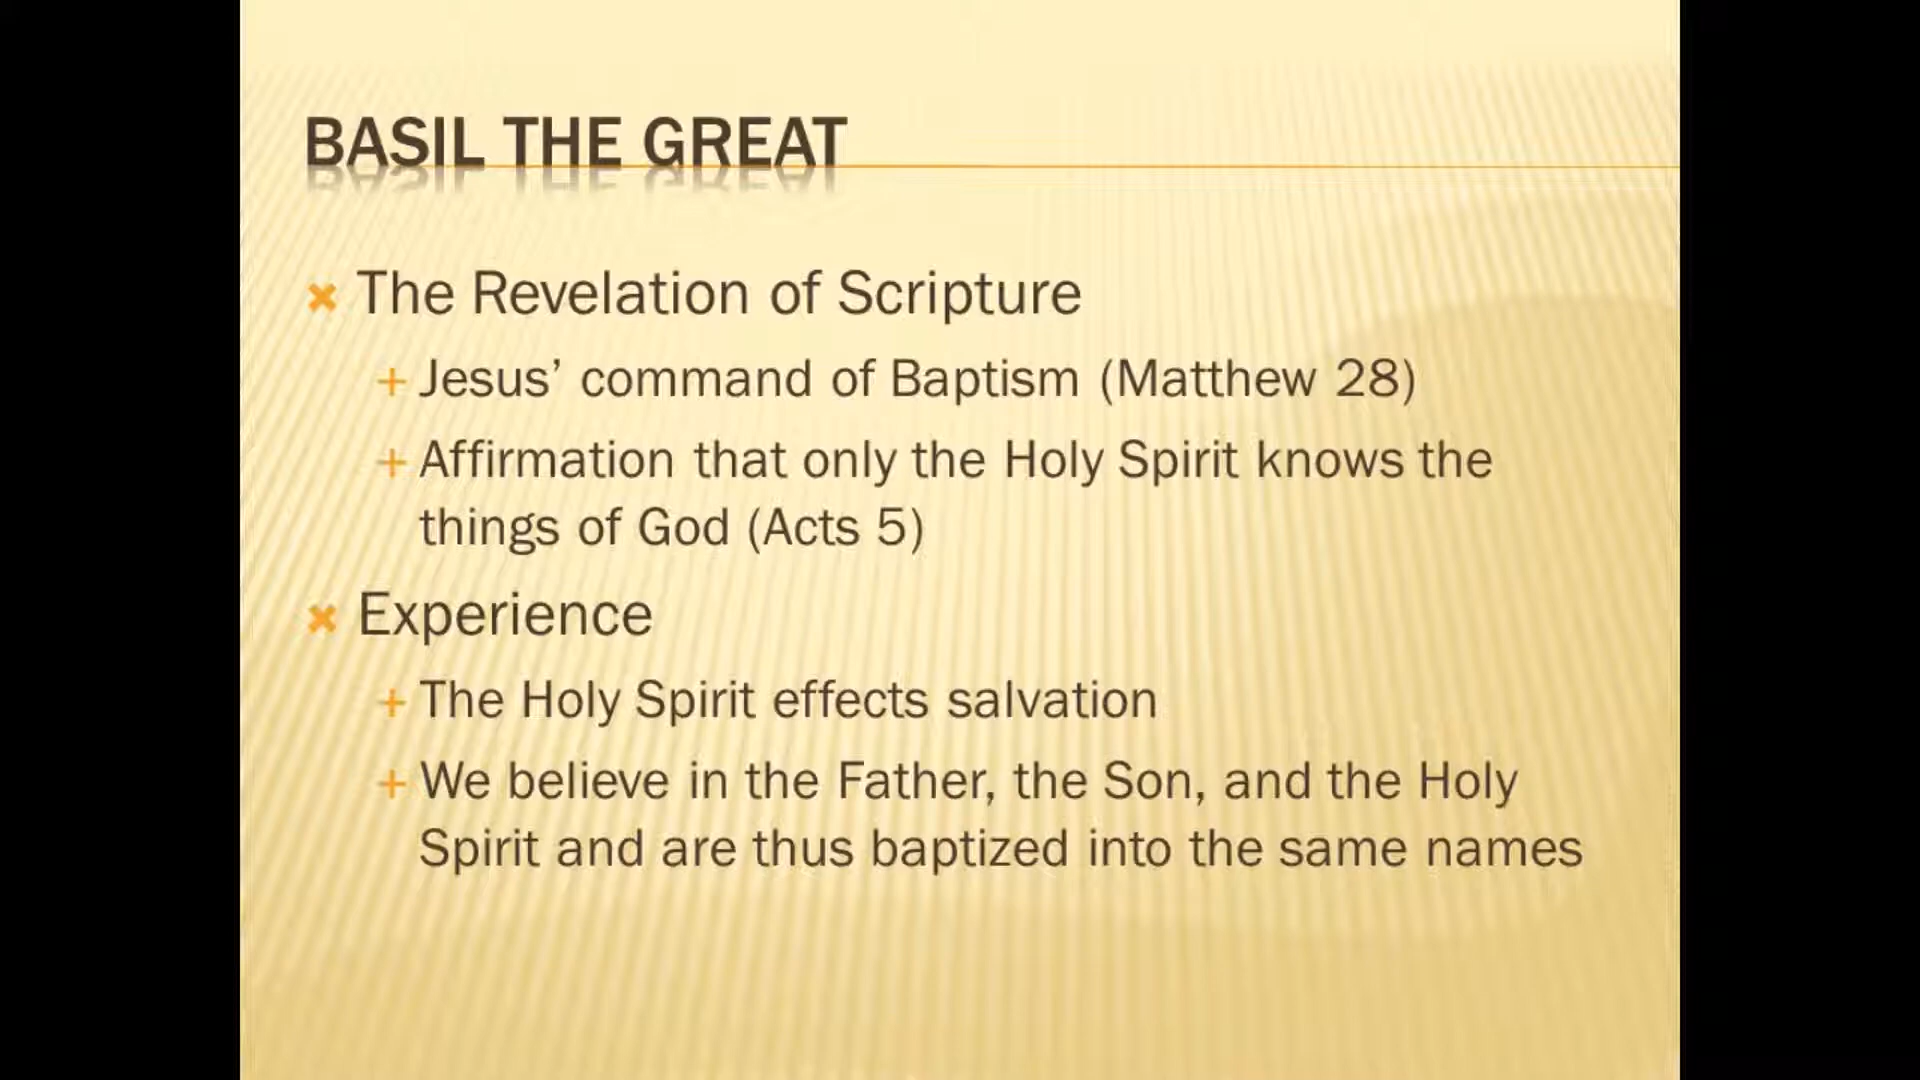 BASIL THE GREAT
The Revelation of Scripture
Jesus’ command of Baptism (Matthew 28)
Affirmation that only the Holy Spirit knows the
things of God (Acts 5)
Experience
The Holy Spirit effects salvation
We believe in the Father, the Son, and the Holy
Spirit and are thus baptized into the same names